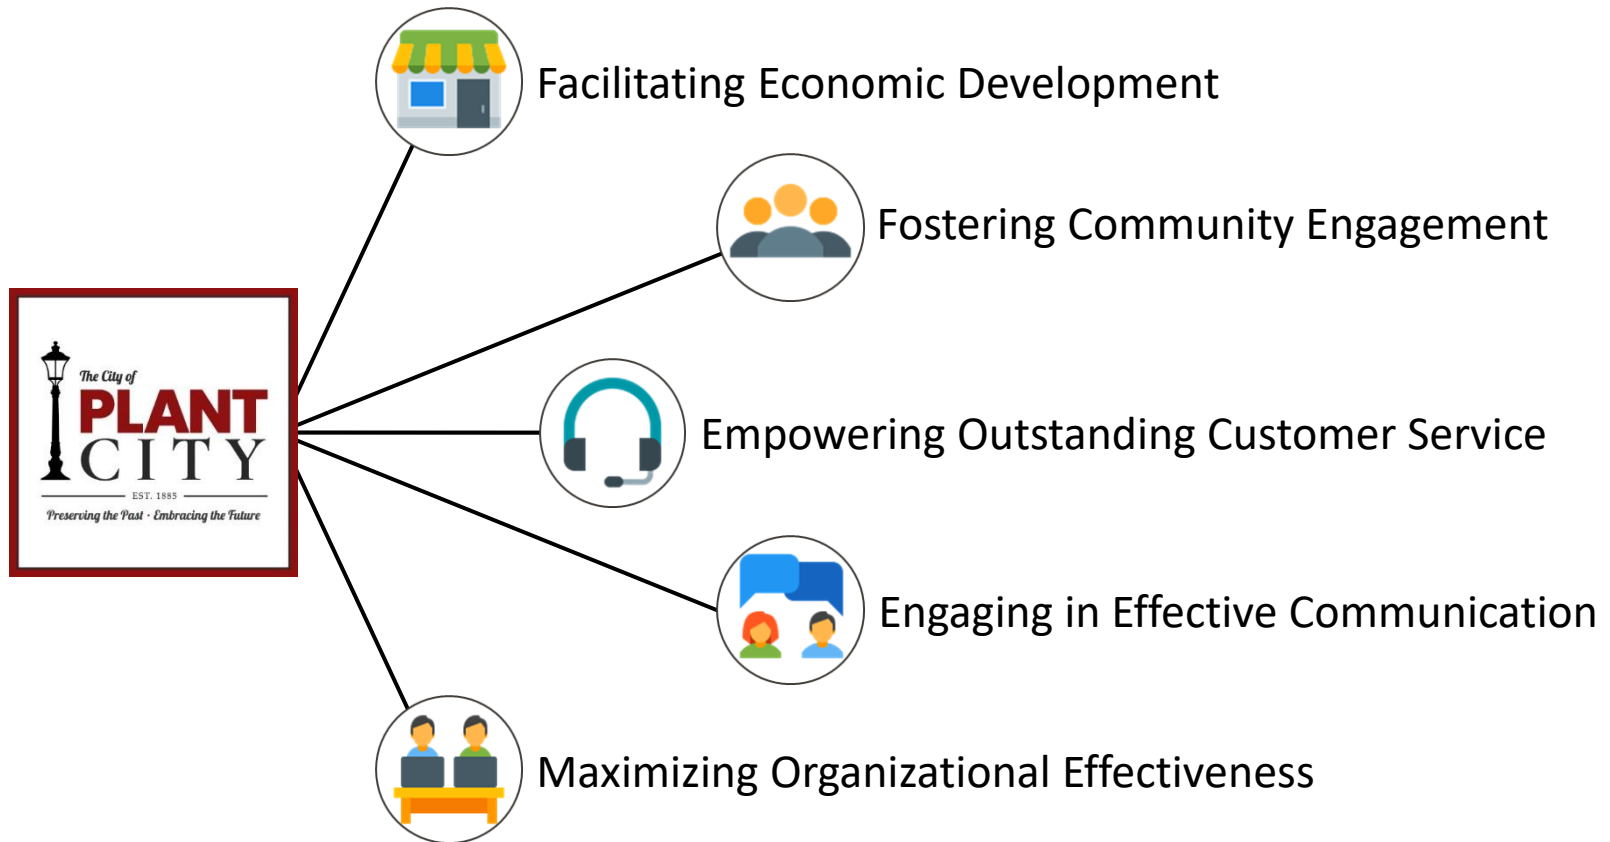 Facilitating Economic Development
Fostering Community Engagement
The City of
PLANT
CITY
EST. 1885
Preserving the Past · Embracing the Future
Empowering Outstanding Customer Service
Engaging in Effective Communication
Maximizing Organizational Effectiveness